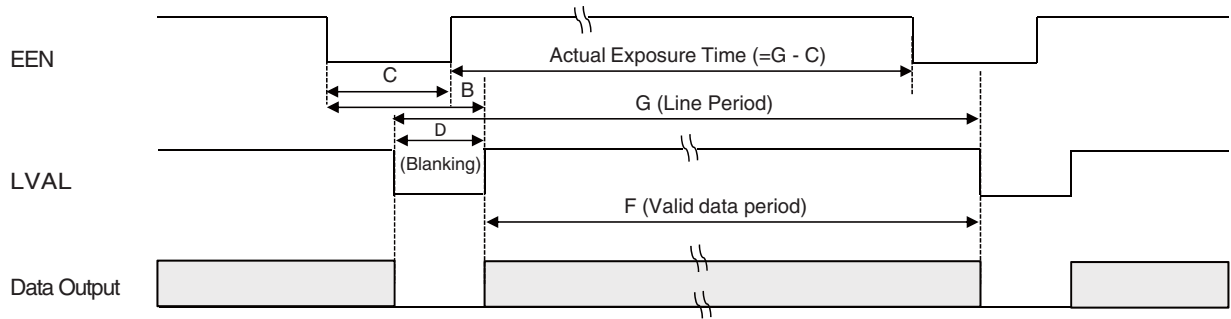 EEN
Actual Exposure Time (=G - C)
C
B
G (Line Period)
D
(Blanking)
LVAL
F (Valid data period)
Data Output